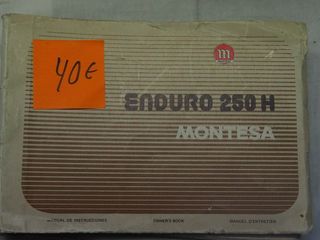 40€
m
ENDURO 250 H
MONTESA
MANUAL DE INSTRUCCIONES OWNER'S BOOK MANUEL D'ENTRETIEN